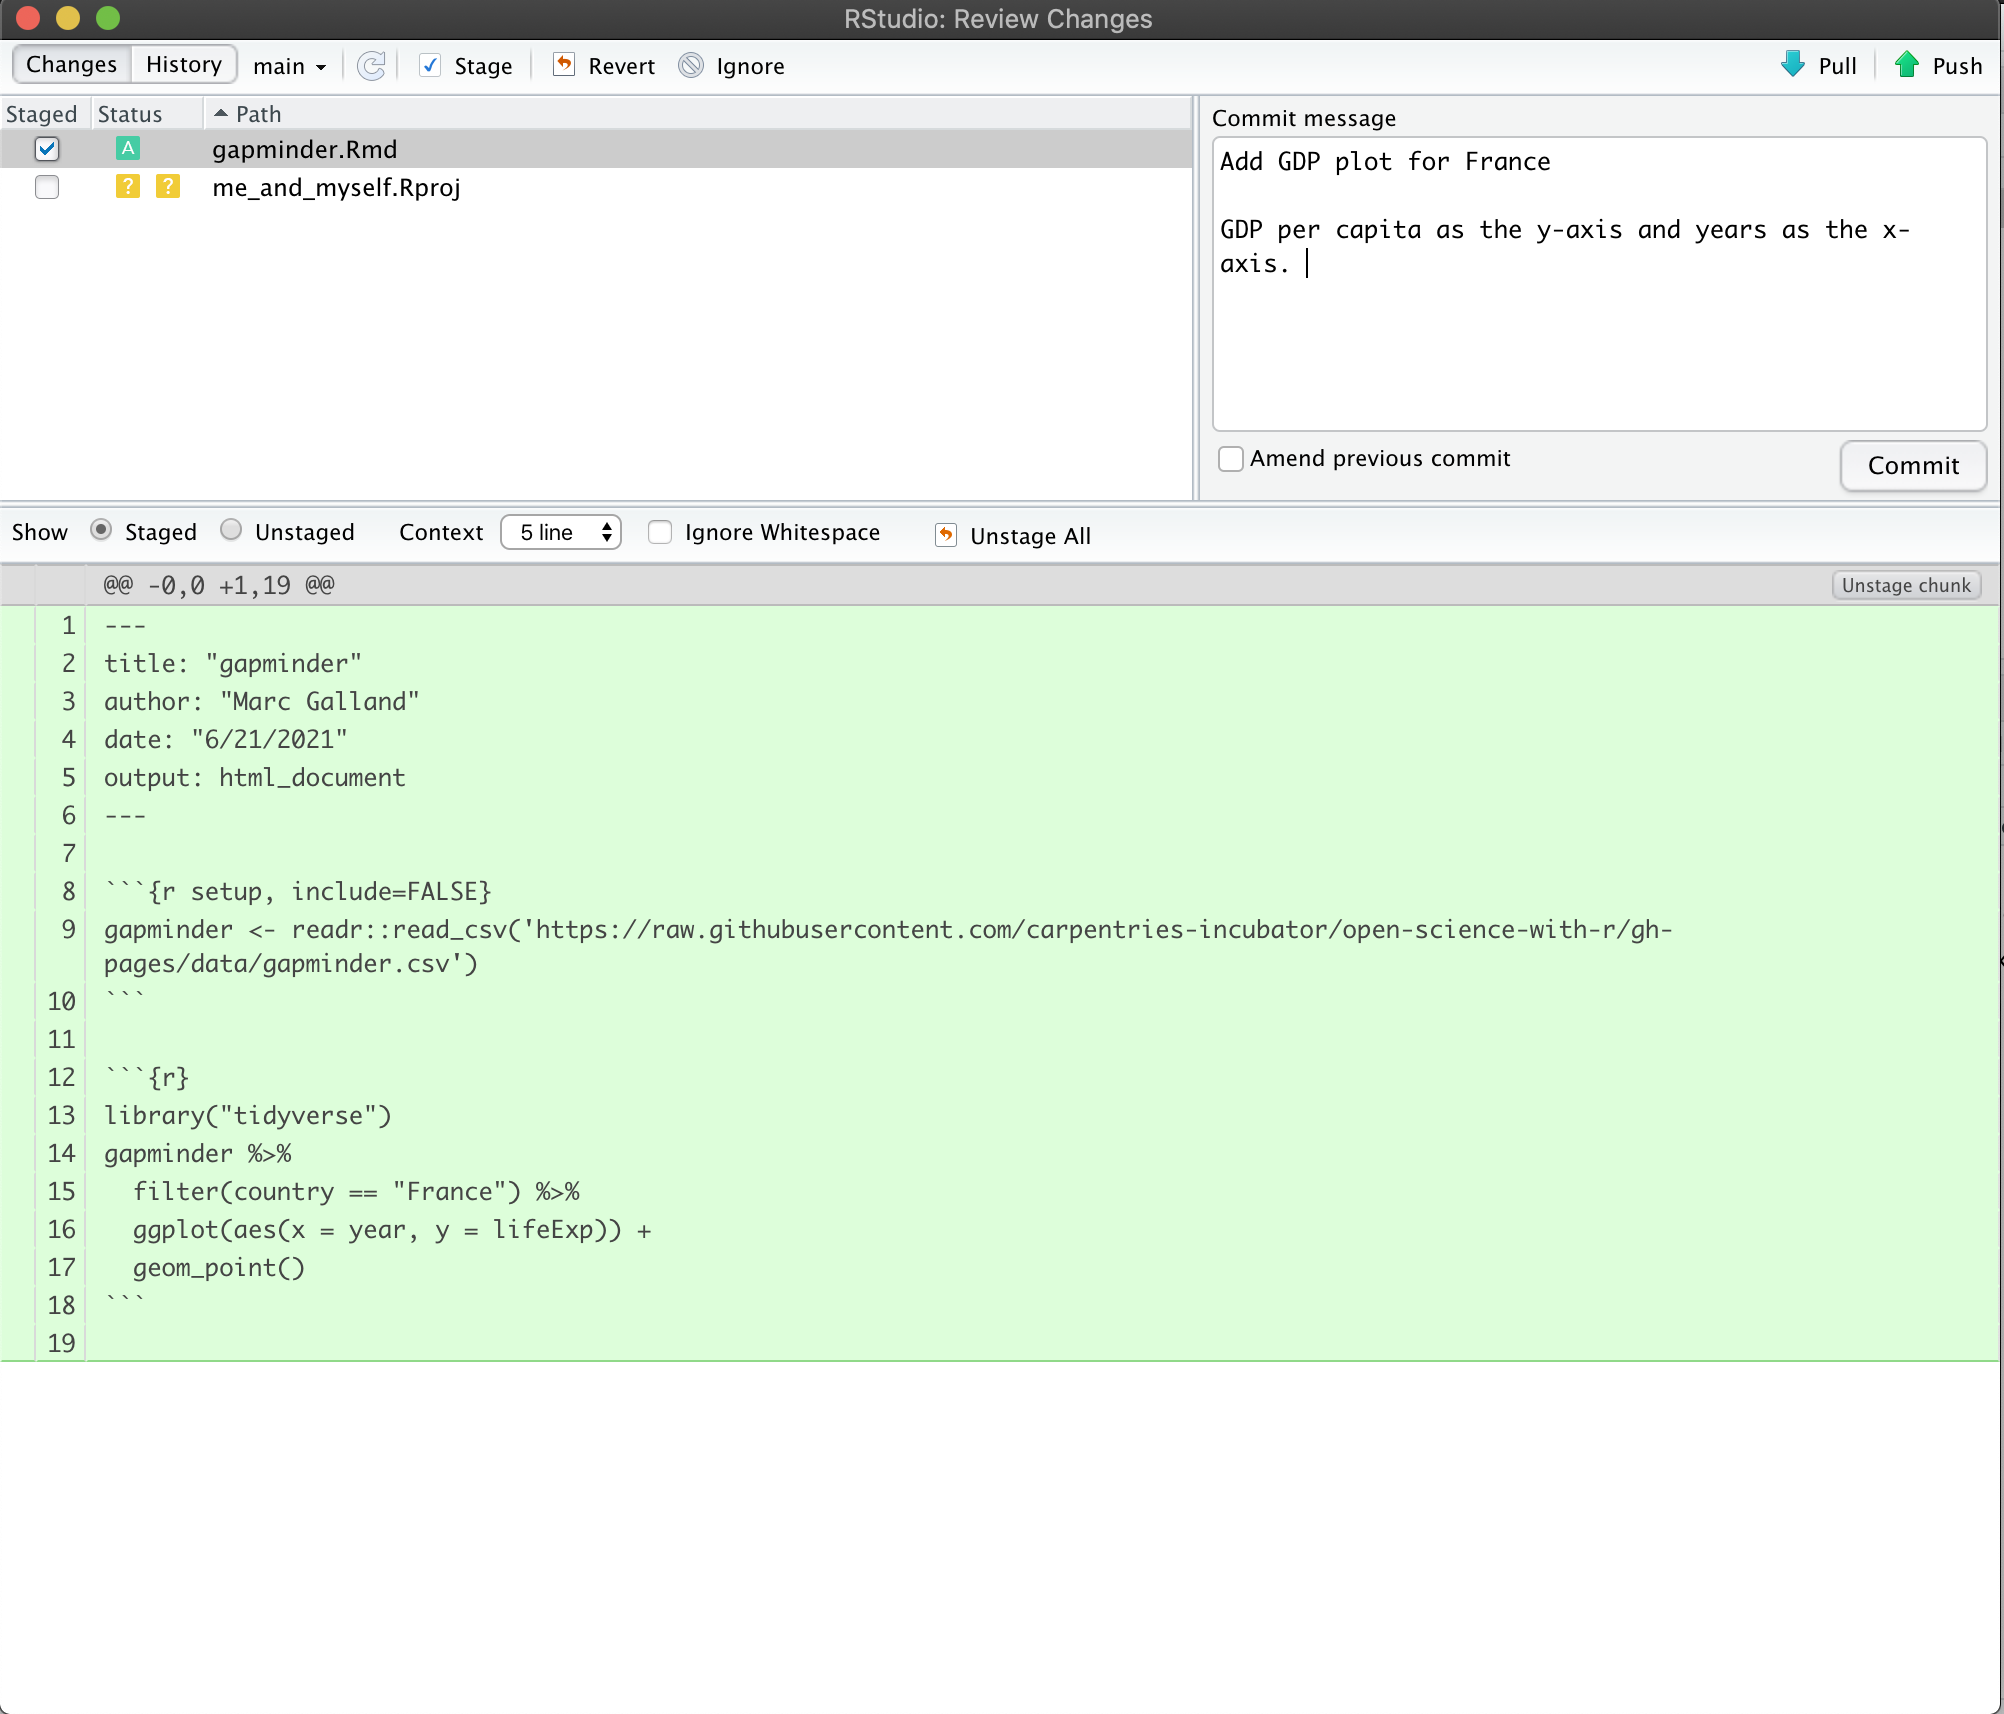 RStudio: Review Changes
Changes History main Stage Revert Ignore Pull Push
Staged Status Path
A gapminder.Rmd
? ? me_and_myself.Rproj
Commit message
Add GDP plot for France
GDP per capita as the y-axis and years as the x-
axis.
Amend previous commit
Commit
Show Staged Unstaged Context 5 line Ignore Whitespace Unstage All
@@ -0,0 +1,19 @@ Unstage chunk
1 ---
2 title: "gapminder"
3 author: "Marc Galland"
4 date: "6/21/2021"
5 output: html_document
6 ---
7
8 ```{r setup, include=FALSE}
9 gapminder <- readr::read_csv('https://raw.githubusercontent.com/carpentries-incubator/open-science-with-r/gh-
pages/data/gapminder.csv')
10 ```
11
12 ```{r}
13 library("tidyverse")
14 gapminder %>%
15   filter(country == "France") %>%
16   ggplot(aes(x = year, y = lifeExp)) +
17   geom_point()
18 ```
19